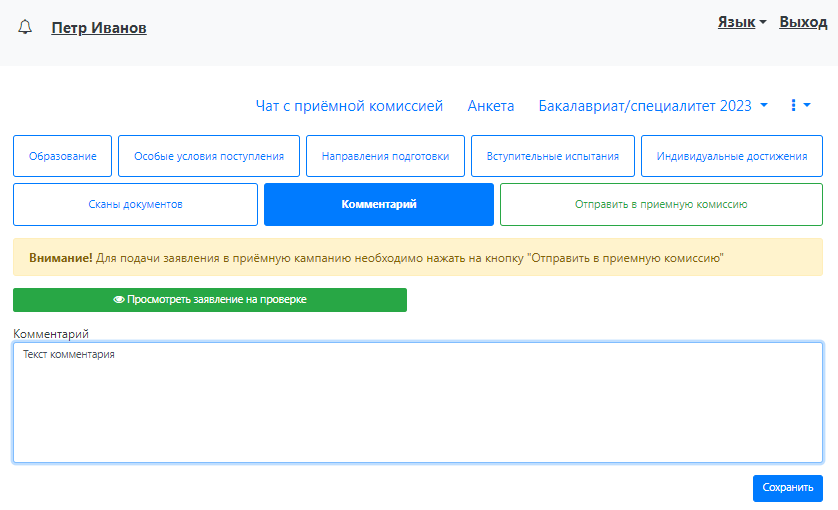 Петр Иванов
Язык
Выход
Чат с приёмной комиссией
Анкета
Бакалавриат/специалитет 2023
Образование
Особые условия поступления
Направления подготовки
Вступительные испытания
Индивидуальные достижения
Сканы документов
Комментарий
Отправить в приемную комиссию
Внимание! Для подачи заявления в приёмную кампанию необходимо нажать на кнопку "Отправить в приемную комиссию"
Просмотреть заявление на проверке
Комментарий
Текст комментария
Сохранить